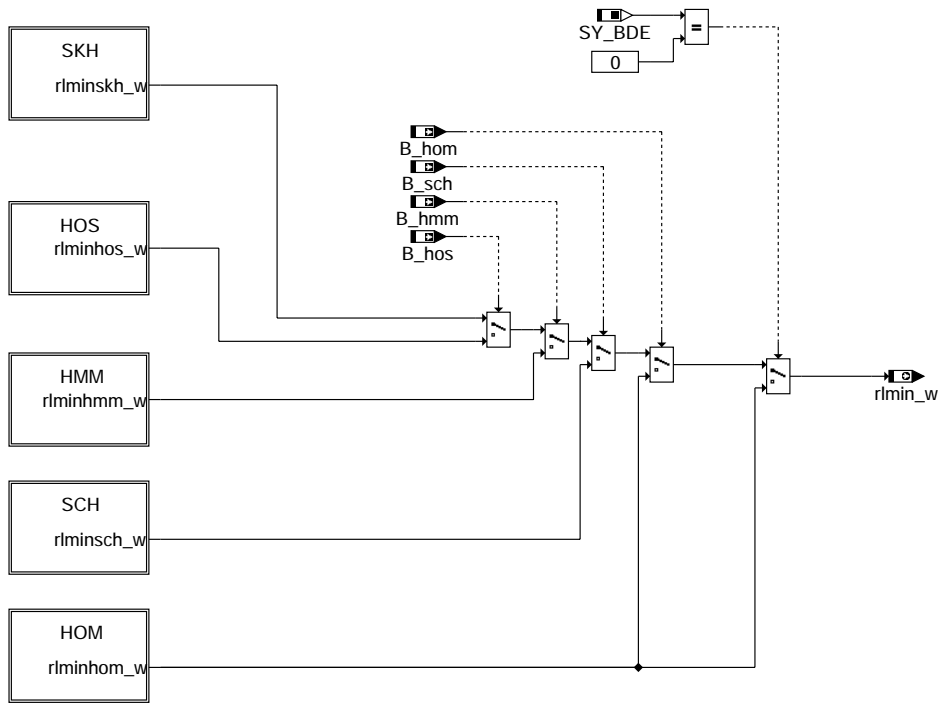 SY_BDE
=
0
SKH
rlminskh_w
B_hom
B_sch
B_hmm
B_hos
HOS
rlminhos_w
HMM
rlminhmm_w
rlmin_w
SCH
rlminsch_w
HOM
rlminhom_w